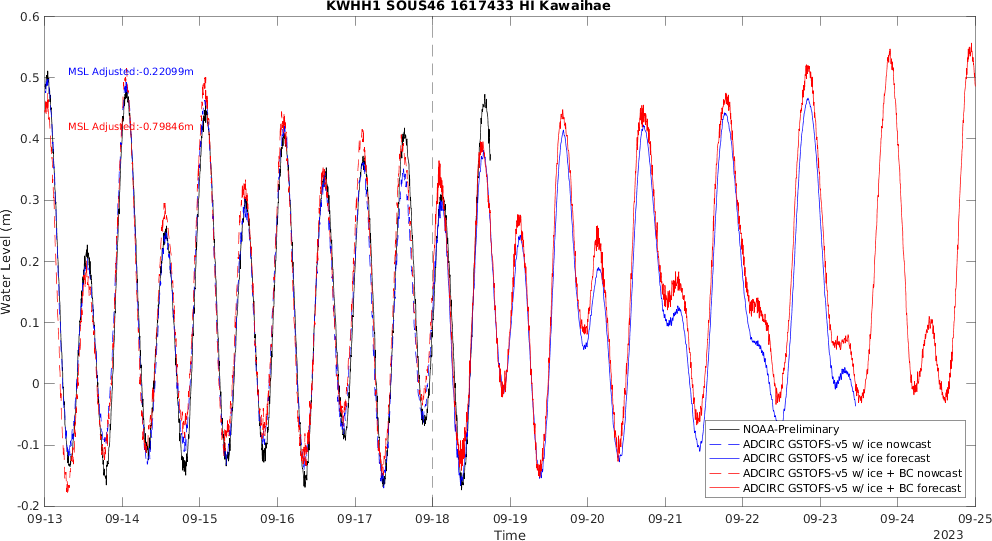 KWHH1 SOUS46 1617433 HI Kawaihae
0.6
0.5
0.4
0.3
0.2
0.1
0
-0.1
-0.2
Water Level (m)
MSL Adjusted:-0.22099m
MSL Adjusted:-0.79846m
NOAA-Preliminary
ADCIRC GSTOFS-v5 w/ ice nowcast
ADCIRC GSTOFS-v5 w/ ice forecast
ADCIRC GSTOFS-v5 w/ ice + BC nowcast
ADCIRC GSTOFS-v5 w/ ice + BC forecast
09-13 09-14 09-15 09-16 09-17 09-18 09-19 09-20 09-21 09-22 09-23 09-24 09-25
Time
2023